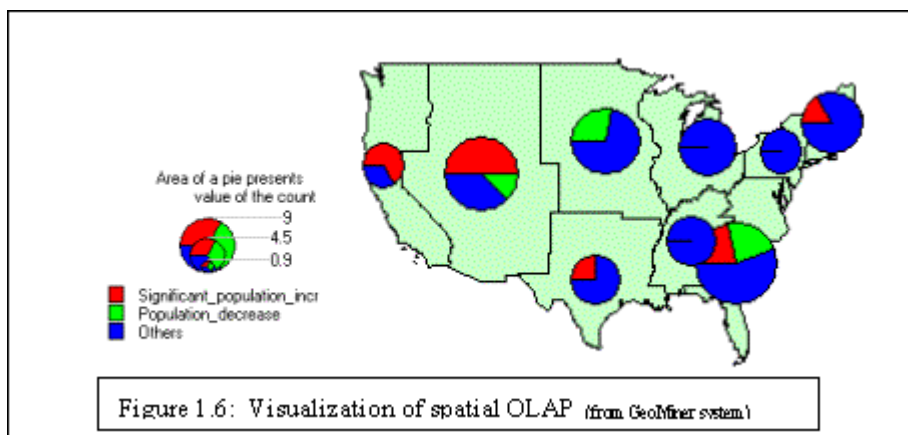 Area of a pie presents
value of the count
9
4.5
0.9
Significant_population_incr
Population_decrease
Others
Figure 1.6: Visualization of spatial OLAP (from GeoMiner system)